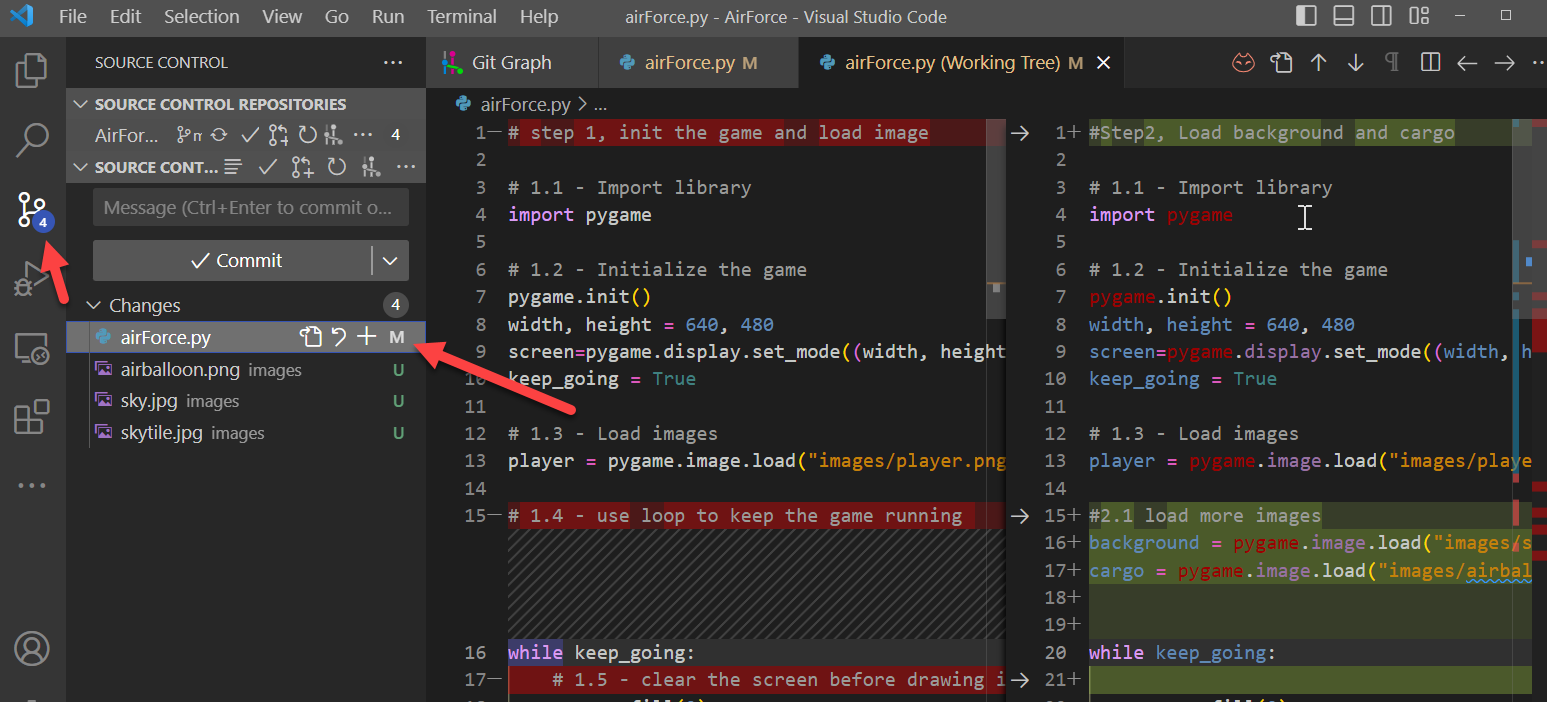 File Edit Selection View Go Run Terminal Help airForce.py - AirForce - Visual Studio Code
SOURCE CONTROL ...
Git Graph airForce.py M airForce.py (Working Tree) M
SOURCE CONTROL REPOSITORIES
AirFor... 4
SOURCE CONT...
Message (Ctrl+Enter to commit o...
Commit
Changes 4
airForce.py M
airballoon.png images U
sky.jpg images U
skytile.jpg images U
4
airForce.py > ...
1— # step 1, init the game and load image
2
3 # 1.1 - Import library
4 import pygame
5
6 # 1.2 - Initialize the game
7 pygame.init()
8 width, height = 640, 480
9 screen=pygame.display.set_mode((width, height
10 keep_going = True
11
12 # 1.3 - Load images
13 player = pygame.image.load("images/player.png
14
15— # 1.4 - use loop to keep the game running
16 while keep_going:
17— # 1.5 - clear the screen before drawing i
1+ #Step2, Load background and cargo
2
3 # 1.1 - Import library
4 import pygame
5
6 # 1.2 - Initialize the game
7 pygame.init()
8 width, height = 640, 480
9 screen=pygame.display.set_mode((width, h
10 keep_going = True
11
12 # 1.3 - Load images
13 player = pygame.image.load("images/playe
14
15+ #2.1 load more images
16+ background = pygame.image.load("images/s
17+ cargo = pygame.image.load("images/airbal
18+
19+
20 while keep_going:
21+